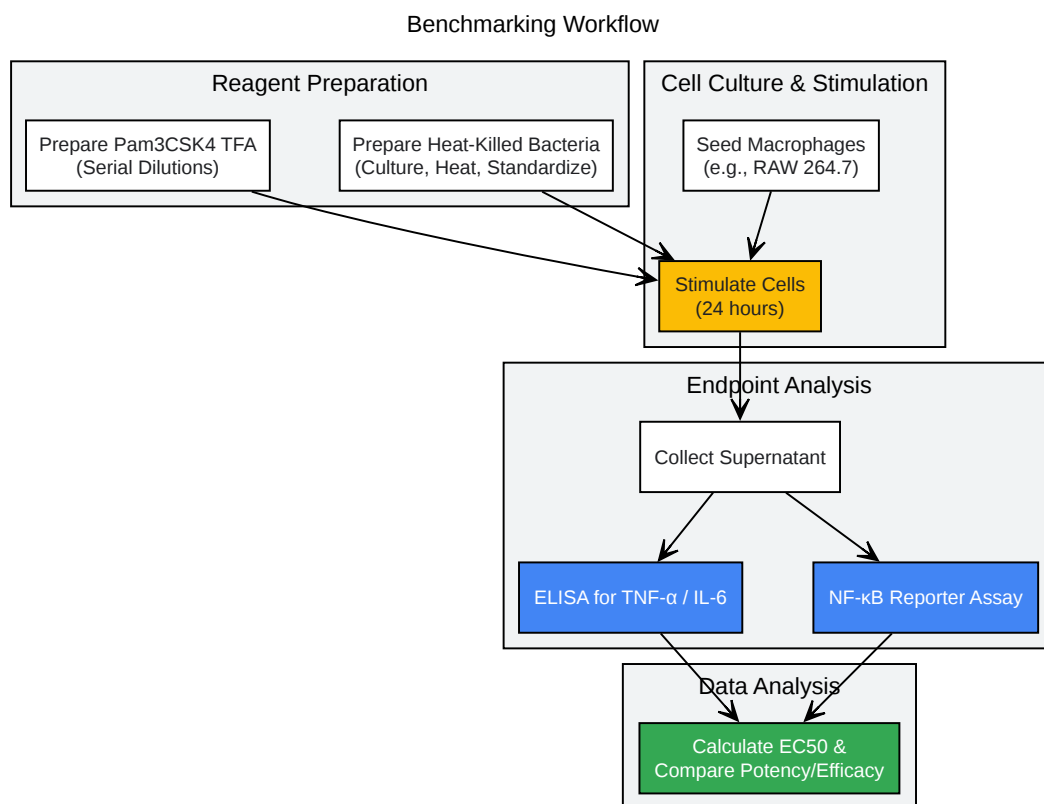 Benchmarking Workflow
Reagent Preparation
Prepare Pam3CSK4 TFA
(Serial Dilutions)
Prepare Heat-Killed Bacteria
(Culture, Heat, Standardize)
Cell Culture & Stimulation
Seed Macrophages
(e.g., RAW 264.7)
Stimulate Cells
(24 hours)
Endpoint Analysis
Collect Supernatant
ELISA for TNF-α / IL-6
NF-κB Reporter Assay
Data Analysis
Calculate EC50 &
Compare Potency/Efficacy